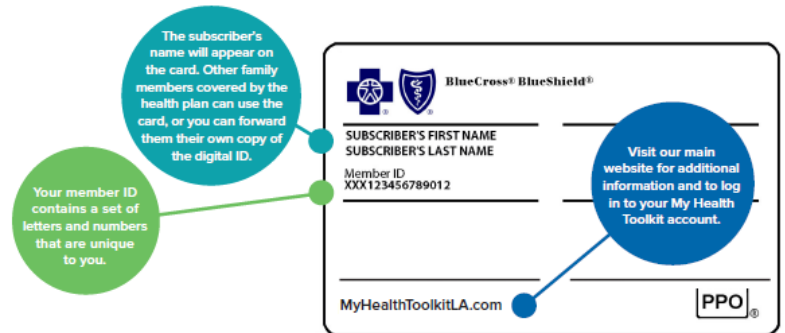 The subscriber's
name will appear on
the card. Other family
members covered by the
health plan can use the
card, or you can forward
them their own copy of
the digital ID.
Your member ID
contains a set of
letters and numbers
that are unique
to you.
BlueCross® BlueShield®
® ®
SUBSCRIBER'S FIRST NAME
SUBSCRIBER'S LAST NAME
Member ID
XXX123456789012
Visit our main
website for additional
information and to log
in to your My Health
Toolkit account.
MyHealthToolkitLA.com
PPO®